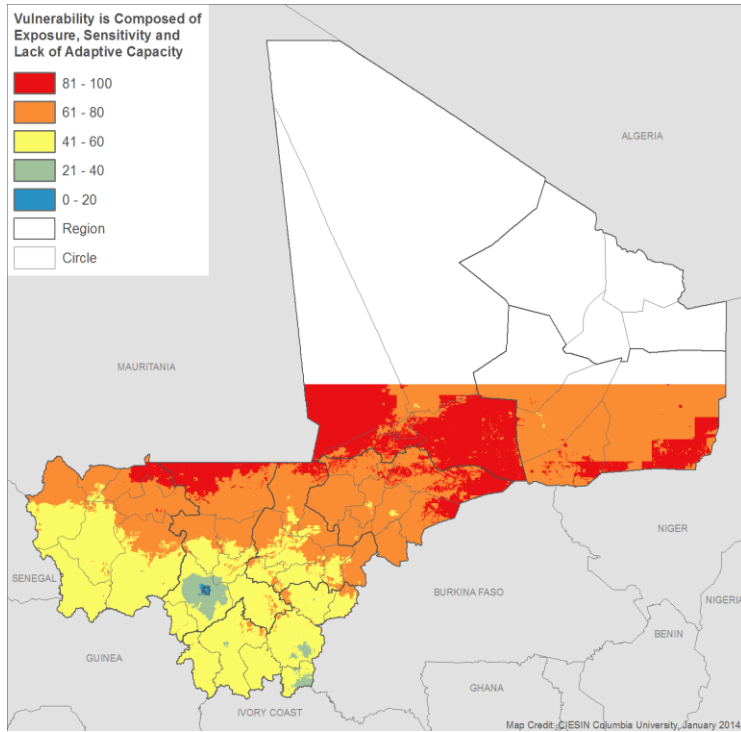 Vulnerability is Composed of
Exposure, Sensitivity and
Lack of Adaptive Capacity
81 - 100
61 - 80
41 - 60
21 - 40
0 - 20
Region
Circle
ALGERIA
MAURITANIA
NIGER
SENEGAL
BURKINA FASO
NIGERIA
BENIN
GUINEA
GHANA
IVORY COAST
Map Credit: CIESIN Columbia University, January 2014